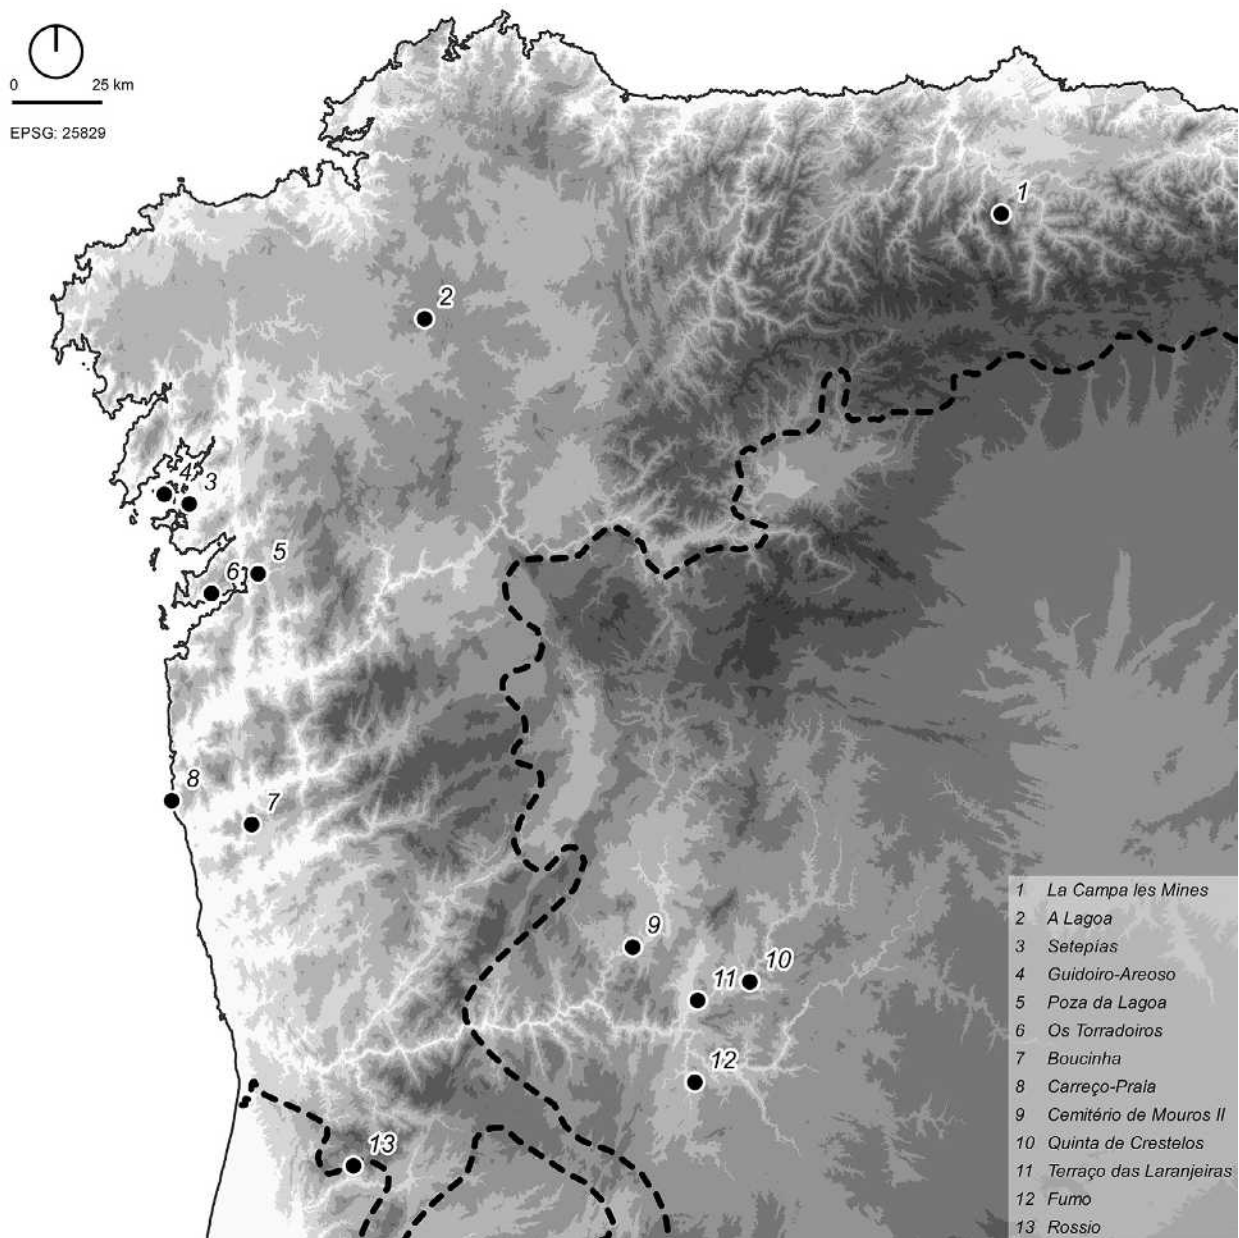 0 25 km
EPSG: 25829
1
2
4
3
5
6
8
7
9
10
11
12
13
1 La Campa les Mines
2 A Lagoa
3 Setepías
4 Guidoiro-Areoso
5 Poza da Lagoa
6 Os Torradoiros
7 Boucinha
8 Carreço-Praia
9 Cemitério de Mouros II
10 Quinta de Crestelos
11 Terraço das Laranjeiras
12 Fumo
13 Rossio